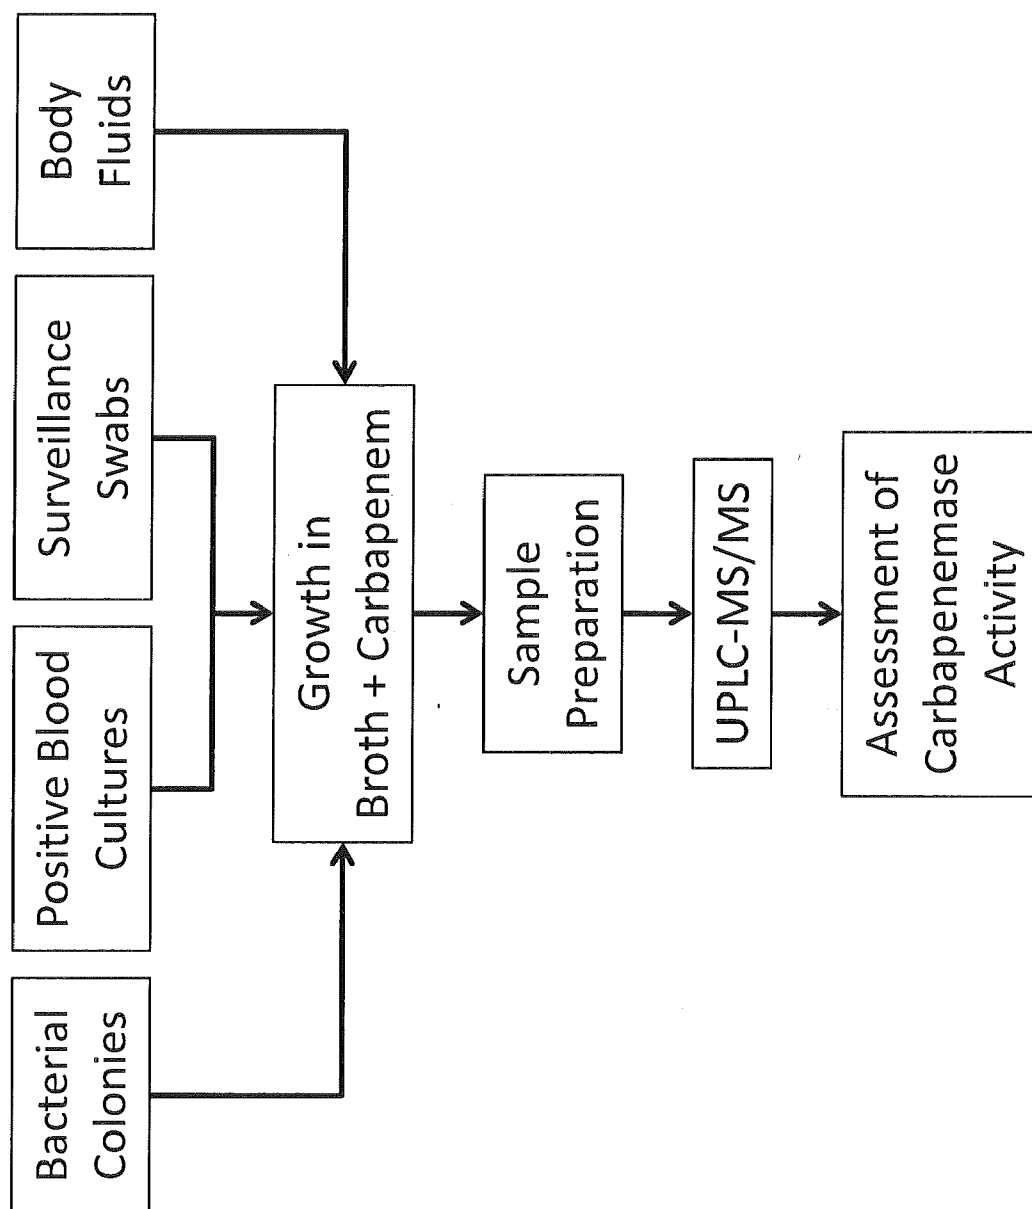 Bacterial
Colonies
Positive Blood
Cultures
Surveillance
Swabs
Body
Fluids
Growth in
Broth + Carbapenem
Sample
Preparation
UPLC-MS/MS
Assessment of
Carbapenemase
Activity